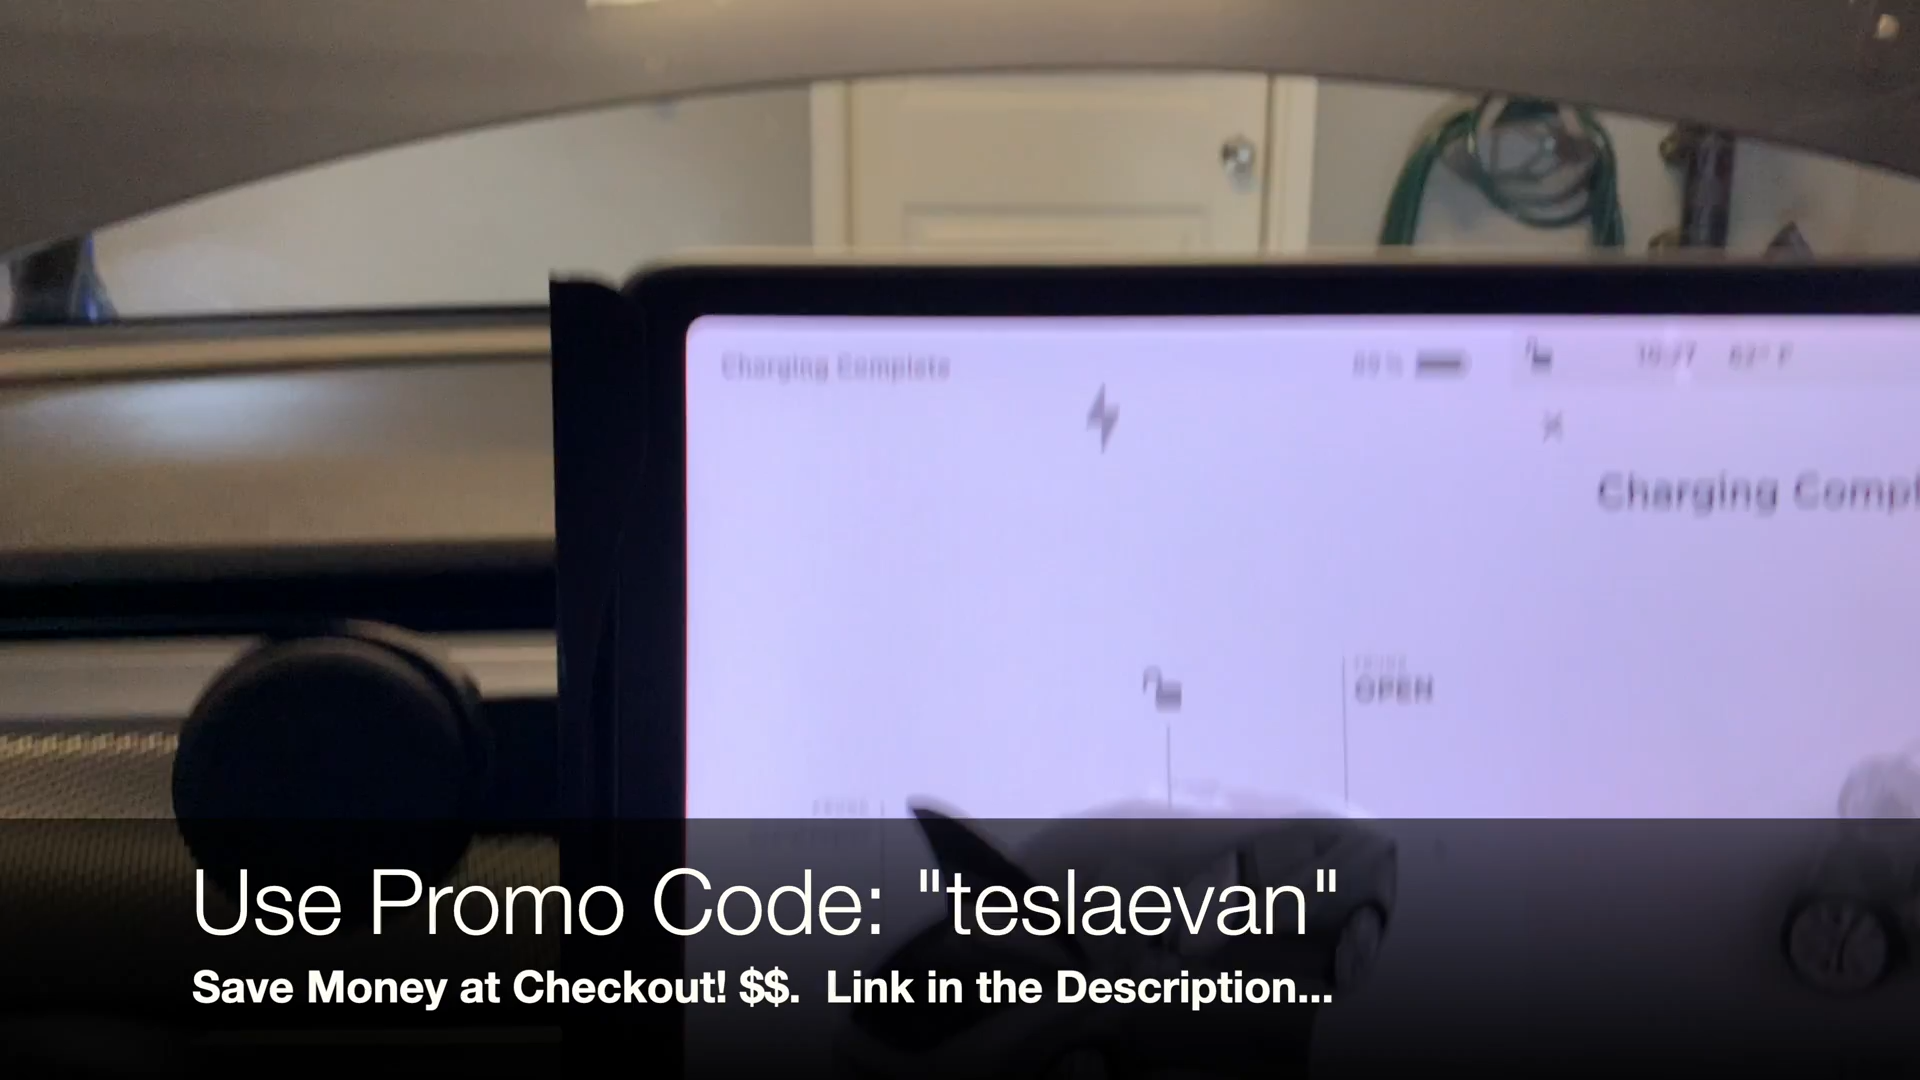 Charging Complete
Charging Compl
OPEN
Use Promo Code: "teslaevan"
Save Money at Checkout! $$. Link in the Description...